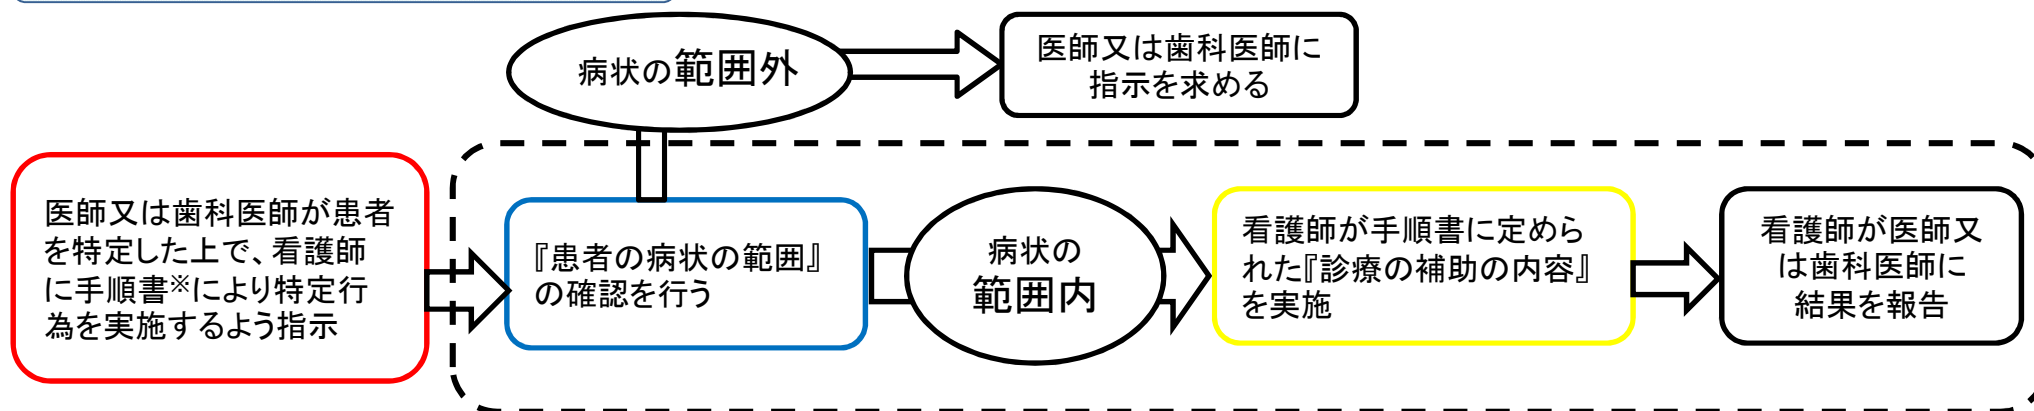 病状の範囲外
医師又は歯科医師に
指示を求める
医師又は歯科医師が患者
を特定した上で、看護師
に手順書※により特定行
為を実施するよう指示
『患者の病状の範囲』
の確認を行う
病状の
範囲内
看護師が手順書に定めら
れた『診療の補助の内容』
を実施
看護師が医師又
は歯科医師に
結果を報告